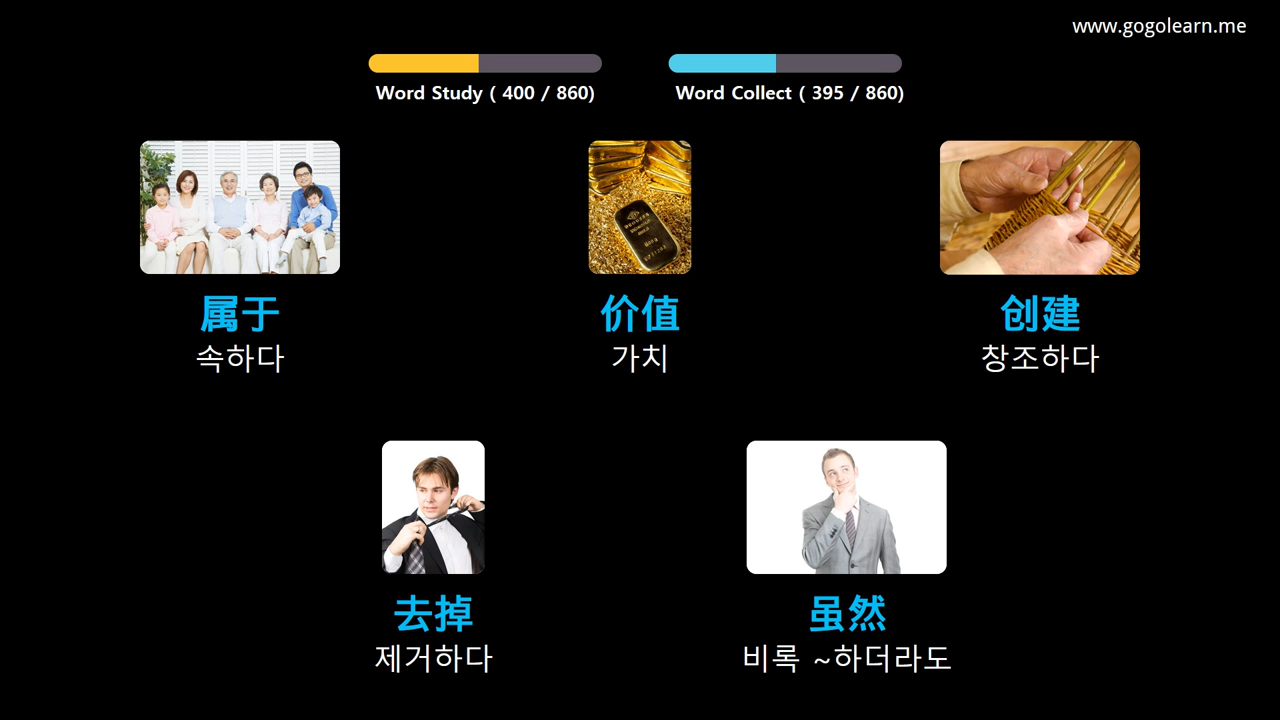 www.gogolearn.me
Word Study ( 400 / 860)
Word Collect ( 395 / 860)
属于
속하다
价值
가치
创建
창조하다
去掉
제거하다
虽然
비록 ~하더라도